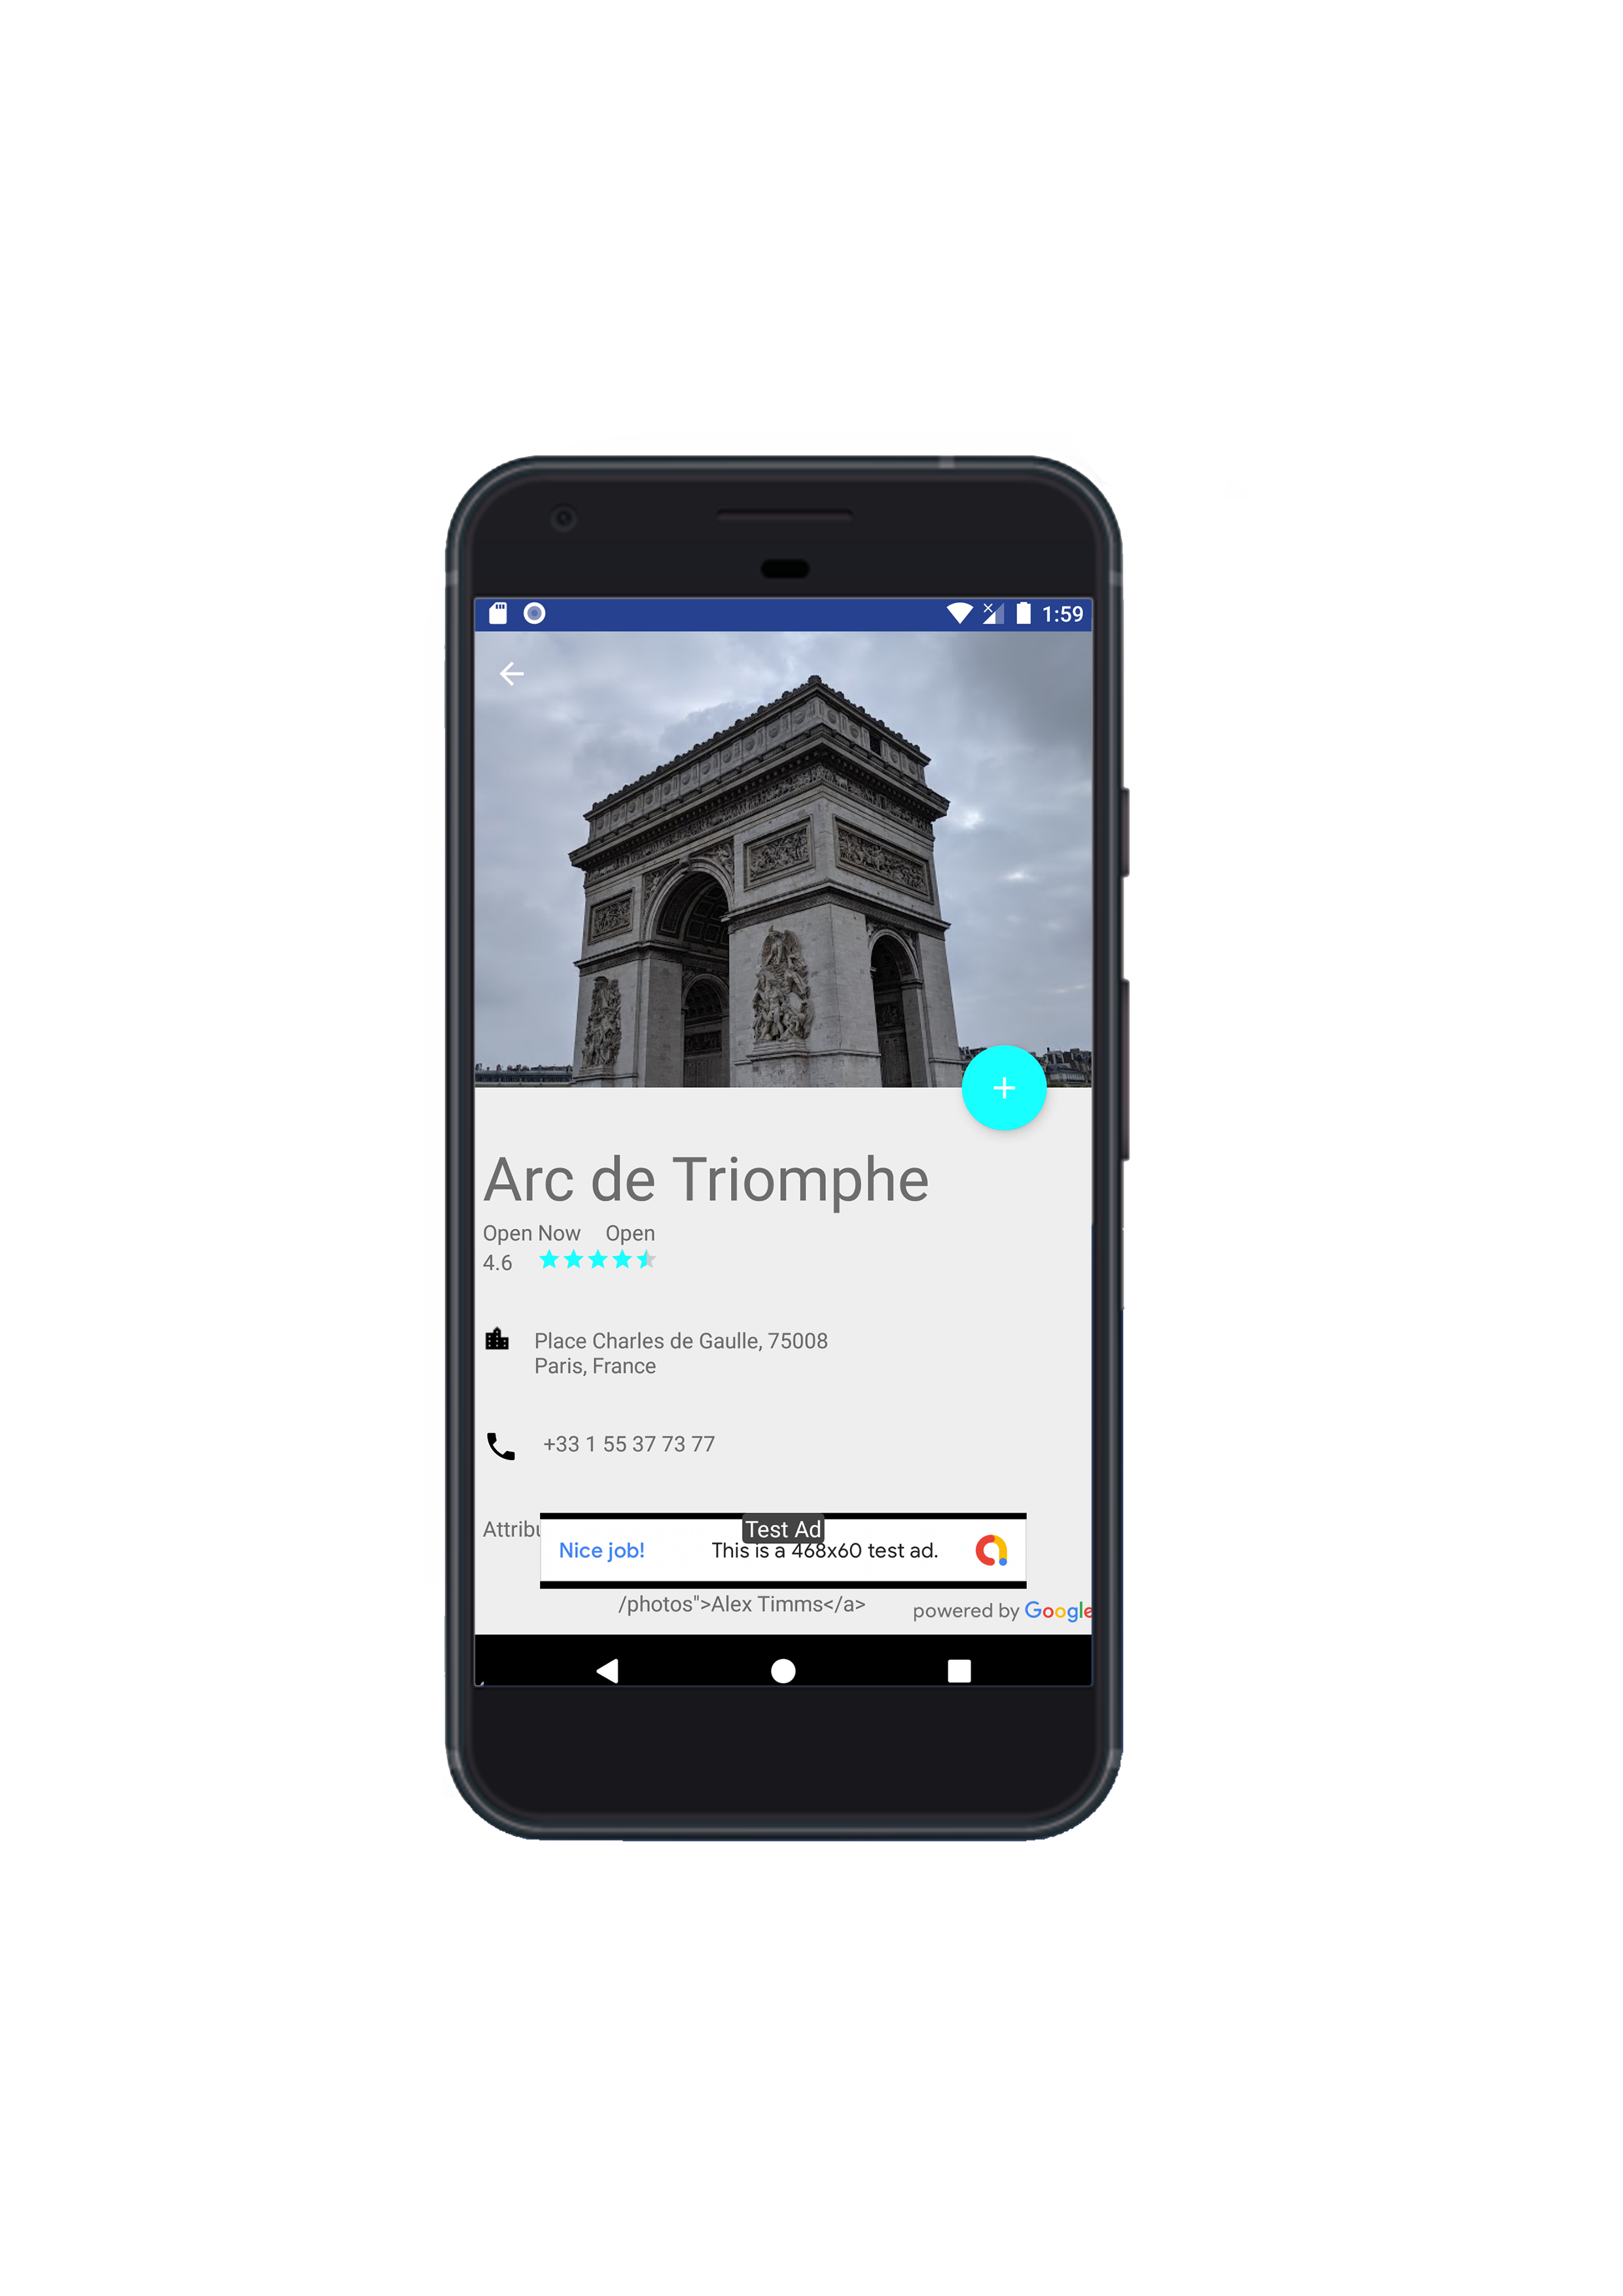 1:59
Arc de Triomphe
Open Now Open
4.6
Place Charles de Gaulle, 75008
Paris, France
+33 1 55 37 73 77
Attribu
Test Ad
Nice job! This is a 468x60 test ad.
/photos">Alex Timms</a>
powered by Google